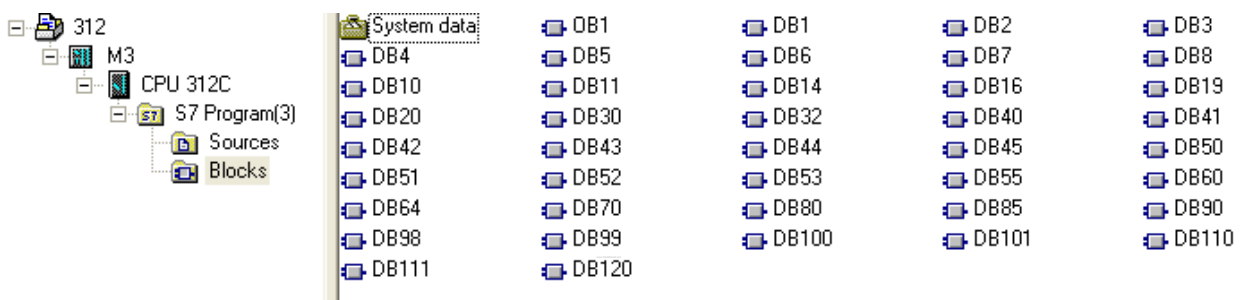 312
M3
CPU 312C
S7 S7 Program(3)
Sources
Blocks
System data OB1 DB1 DB2 DB3
DB4 DB5 DB6 DB7 DB8
DB10 DB11 DB14 DB16 DB19
DB20 DB30 DB32 DB40 DB41
DB42 DB43 DB44 DB45 DB50
DB51 DB52 DB53 DB55 DB60
DB64 DB70 DB80 DB85 DB90
DB98 DB99 DB100 DB101 DB110
DB111 DB120